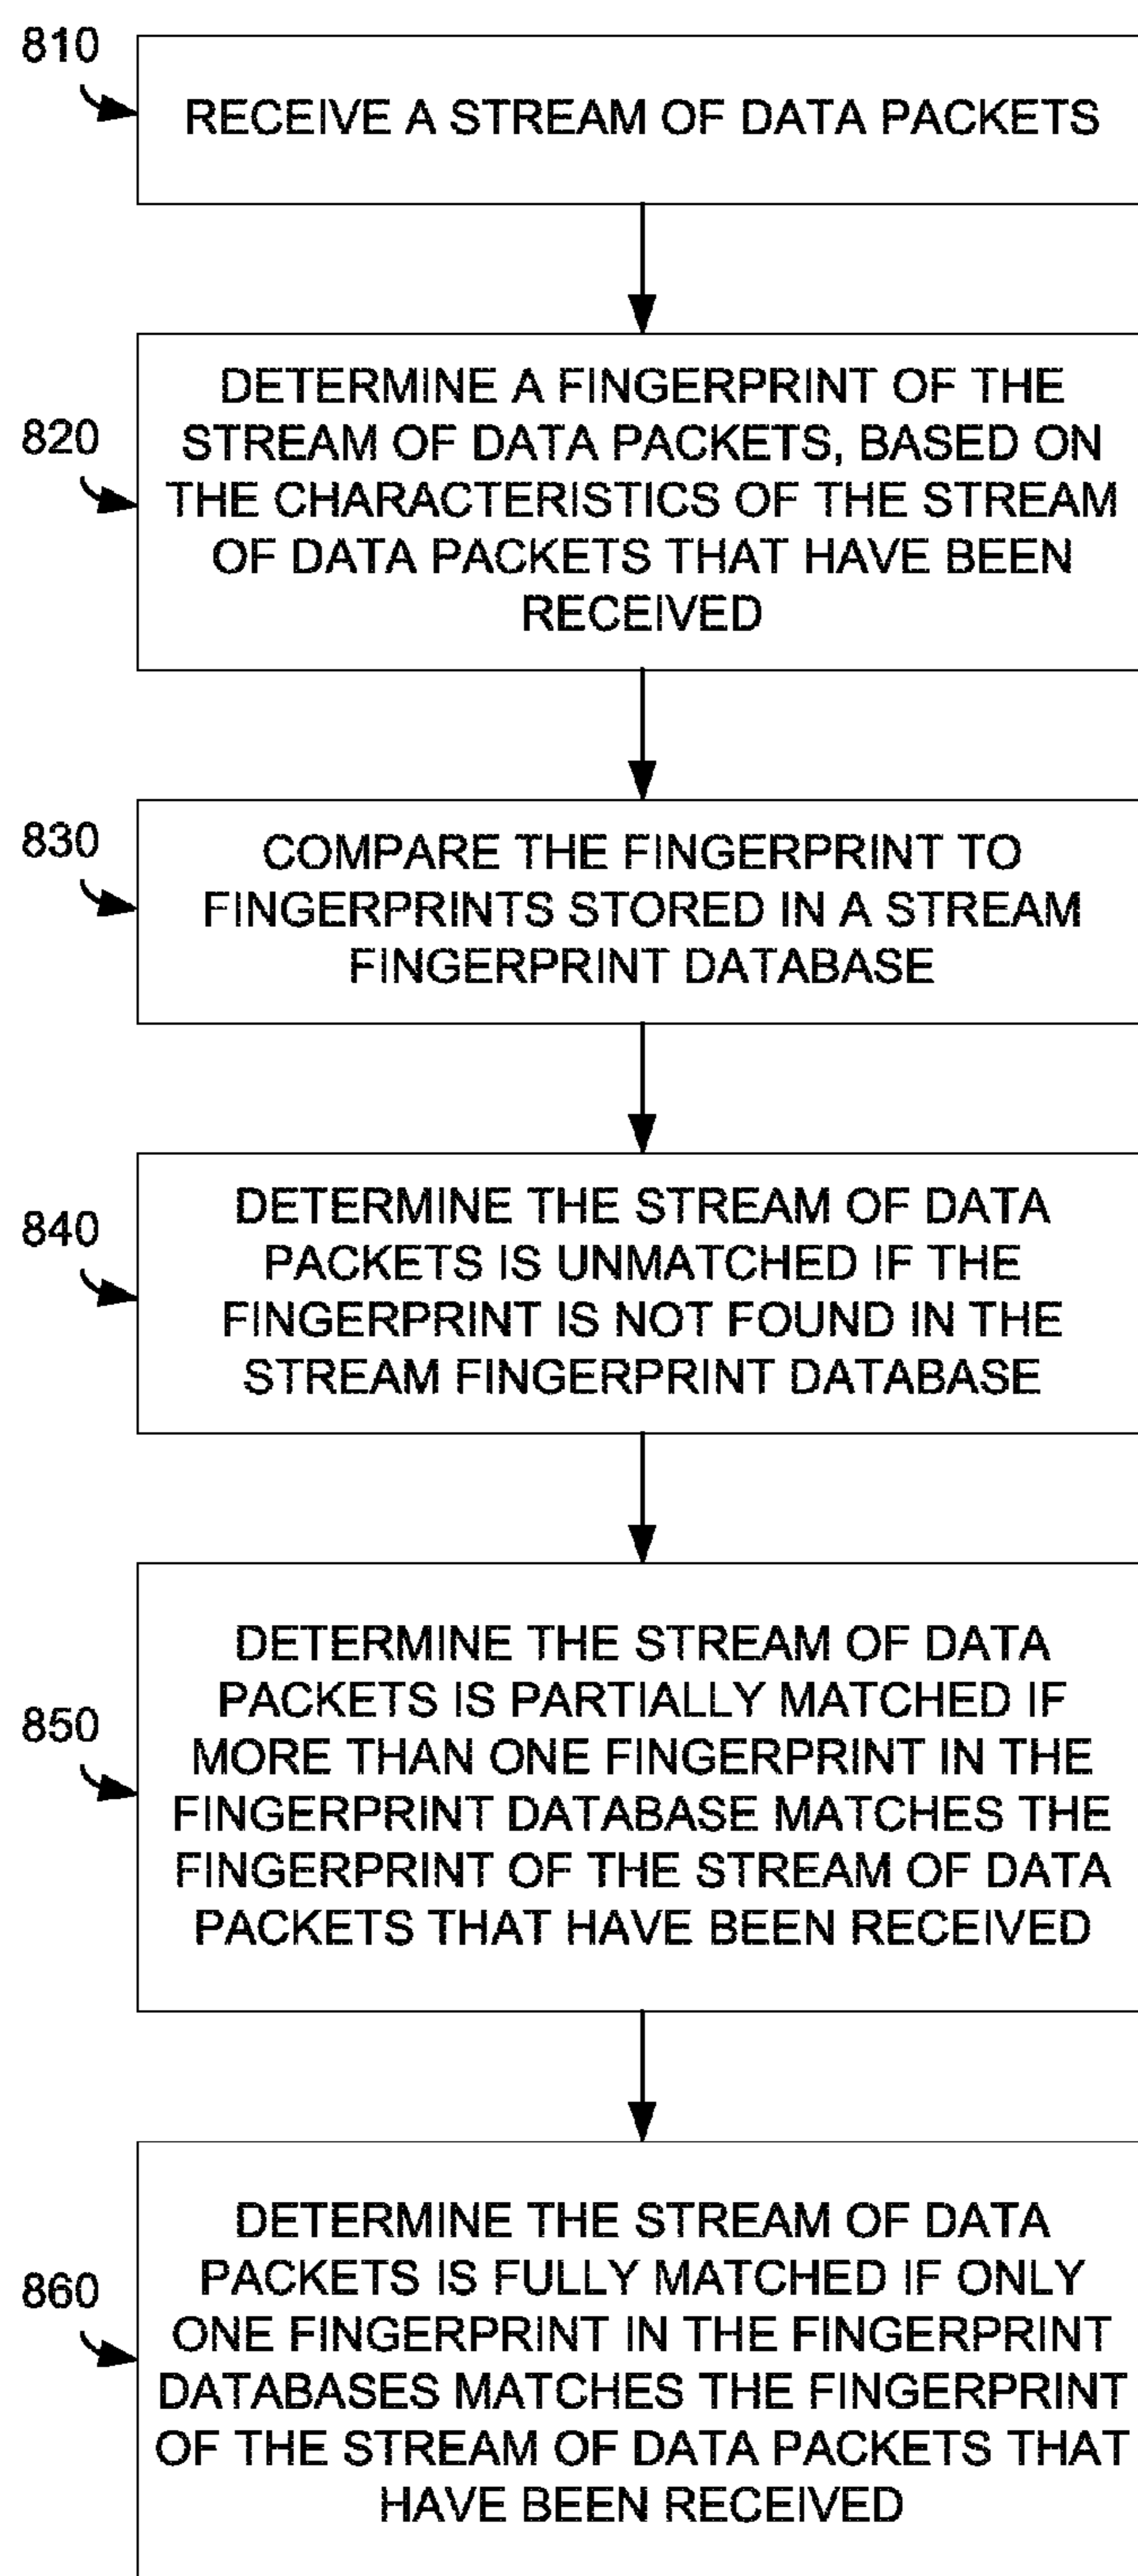 810
RECEIVE A STREAM OF DATA PACKETS
820
DETERMINE A FINGERPRINT OF THE
STREAM OF DATA PACKETS, BASED ON
THE CHARACTERISTICS OF THE STREAM
OF DATA PACKETS THAT HAVE BEEN
RECEIVED
830
COMPARE THE FINGERPRINT TO
FINGERPRINTS STORED IN A STREAM
FINGERPRINT DATABASE
840
DETERMINE THE STREAM OF DATA
PACKETS IS UNMATCHED IF THE
FINGERPRINT IS NOT FOUND IN THE
STREAM FINGERPRINT DATABASE
850
DETERMINE THE STREAM OF DATA
PACKETS IS PARTIALLY MATCHED IF
MORE THAN ONE FINGERPRINT IN THE
FINGERPRINT DATABASE MATCHES THE
FINGERPRINT OF THE STREAM OF DATA
PACKETS THAT HAVE BEEN RECEIVED
860
DETERMINE THE STREAM OF DATA
PACKETS IS FULLY MATCHED IF ONLY
ONE FINGERPRINT IN THE FINGERPRINT
DATABASES MATCHES THE FINGERPRINT
OF THE STREAM OF DATA PACKETS THAT
HAVE BEEN RECEIVED